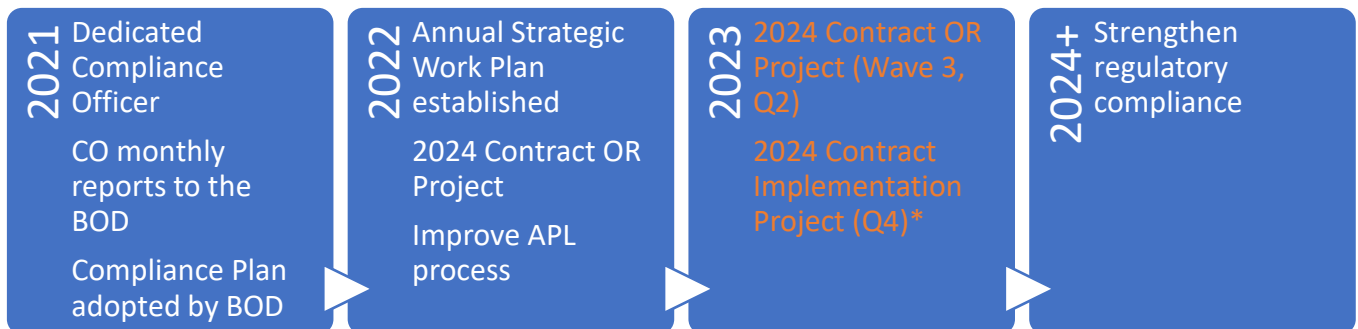 2021
Dedicated
Compliance
Officer
CO monthly
reports to the
BOD
Compliance Plan
adopted by BOD
2022
Annual Strategic
Work Plan
established
2024 Contract OR
Project
Improve APL
process
2023
2024 Contract OR
Project (Wave 3,
Q2)
2024 Contract
Implementation
Project (Q4)*
2024+
Strengthen
regulatory
compliance